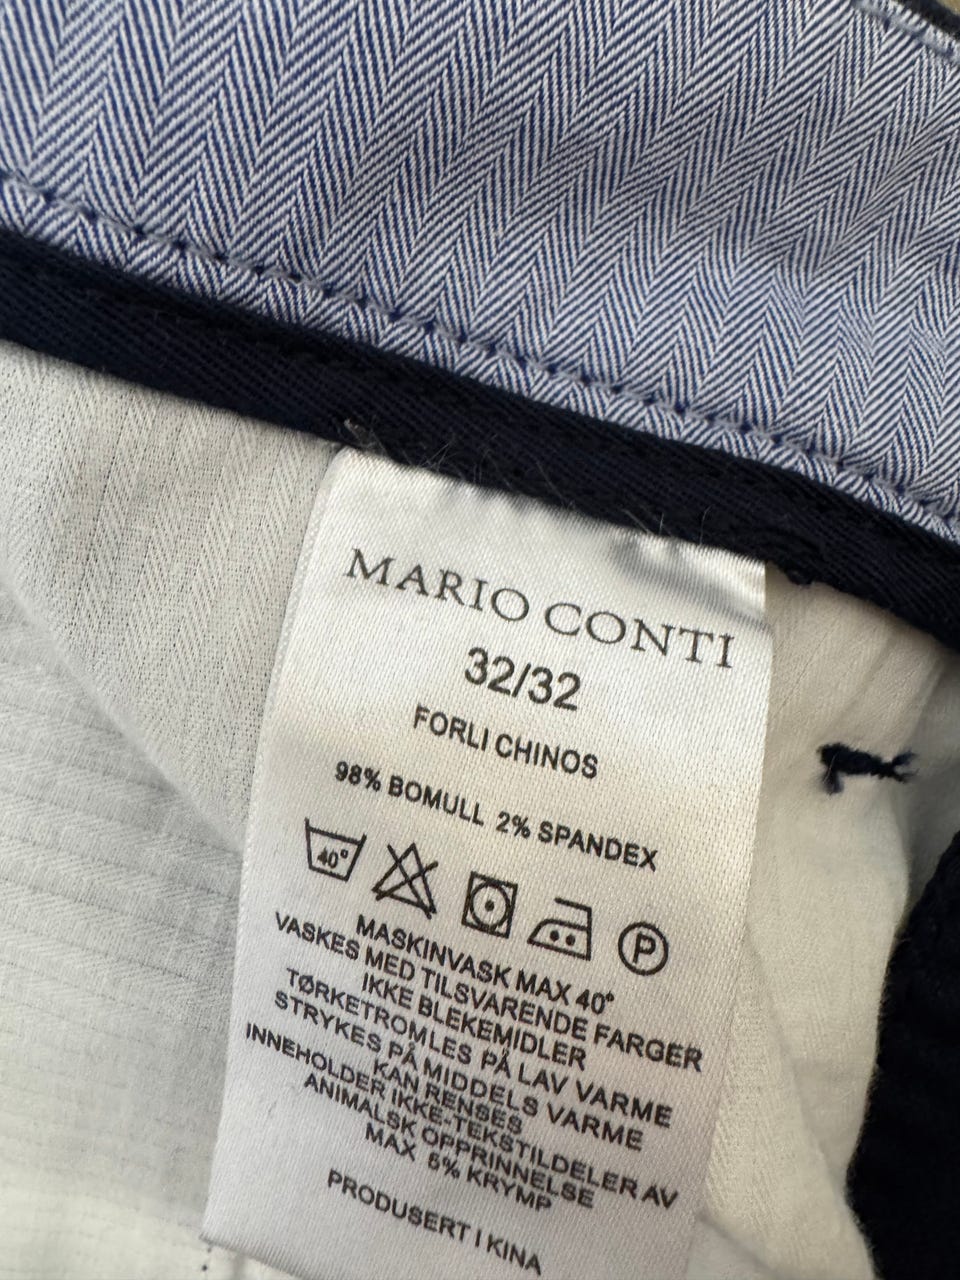 MARIO CONTI
32/32
FORLI CHINOS
98% BOMULL 2% SPANDEX
40°
P
MASKINVASK MAX 40°
VASKES MED TILSVARENDE FARGER
IKKE BLEKEMIDLER
TØRKETROMLES PÅ LAV VARME
STRYKES PÅ MIDDELS VARME
KAN RENSES
INNEHOLDER IKKE-TEKSTILDELER AV
ANIMALSK OPPRINNELSE
MAX 5% KRYMP
PRODUSERT I KINA